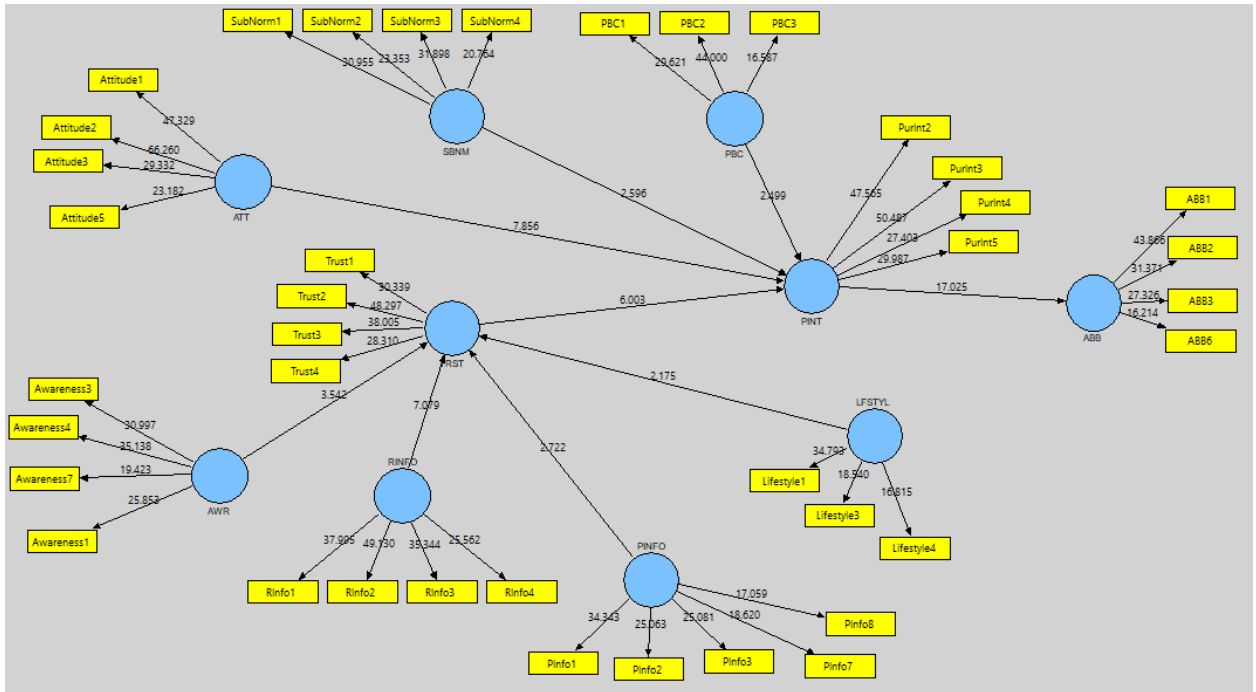 SubNorm1
SubNorm2
SubNorm3
SubNorm4
30.955
23.353
31.898
20.764
SBNM
PBC1
PBC2
PBC3
29.621
44.000
16.587
PBC
Attitude1
Attitude2
Attitude3
Attitude5
47.329
66.260
29.332
23.182
ATT
2.596
2.499
7.856
PurInt2
PurInt3
PurInt4
PurInt5
47.565
50.487
27.403
29.987
PINT
17.025
ABB1
ABB2
ABB3
ABB6
43.866
31.371
27.326
16.214
ABB
Trust1
Trust2
Trust3
Trust4
30.339
48.297
38.005
28.310
TRST
6.003
3.542
7.079
2.722
2.175
Awareness3
Awareness4
Awareness7
Awareness1
30.997
35.138
19.423
25.853
AWR
RINFO
37.995
49.130
35.344
25.562
RInfo1
RInfo2
RInfo3
RInfo4
LFSTYL
34.793
18.540
16.815
Lifestyle1
Lifestyle3
Lifestyle4
PINFO
34.343
25.063
25.081
18.620
17.059
PInfo1
PInfo2
PInfo3
PInfo7
PInfo8